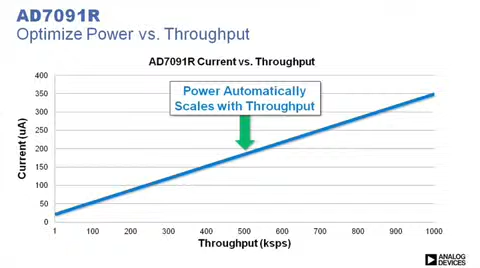 AD7091R
Optimize Power vs. Throughput
AD7091R Current vs. Throughput
400
350
300
250
200
150
100
50
0
Current (uA)
Power Automatically
Scales with Throughput
1 100 200 300 400 500 600 700 800 900 1000
Throughput (ksps)
ANALOG
DEVICES